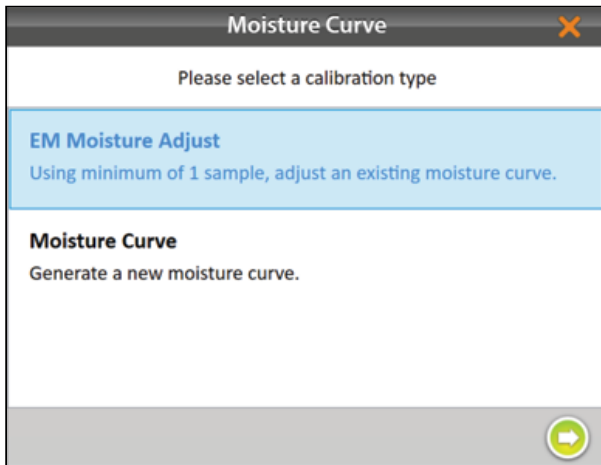 Moisture Curve
Please select a calibration type
EM Moisture Adjust
Using minimum of 1 sample, adjust an existing moisture curve.
Moisture Curve
Generate a new moisture curve.